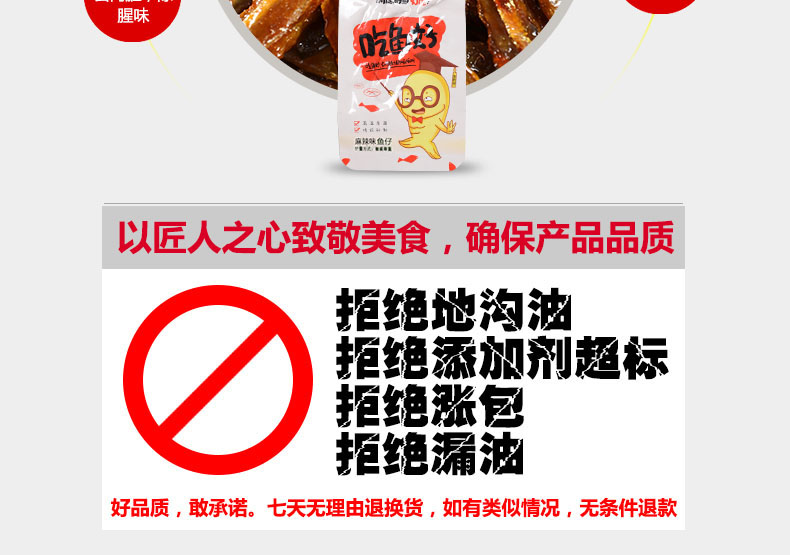 腥味
吃鱼虾
麻辣味鱼仔
以匠人之心致敬美食，确保产品品质
拒绝地沟油
拒绝添加剂超标
拒绝涨包
拒绝漏油
好品质，敢承诺。七天无理由退换货，如有类似情况，无条件退款